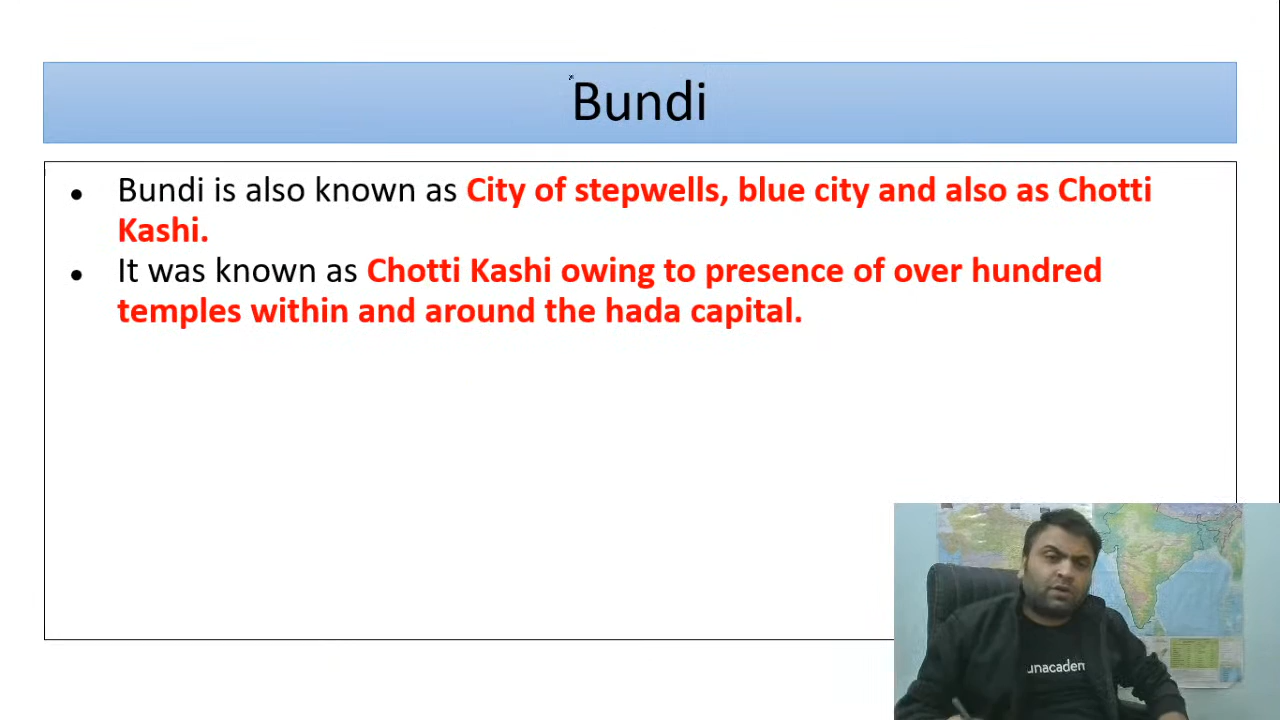 Bundi
Bundi is also known as City of stepwells, blue city and also as Chotti
Kashi.
It was known as Chotti Kashi owing to presence of over hundred
temples within and around the hada capital.
unacadem